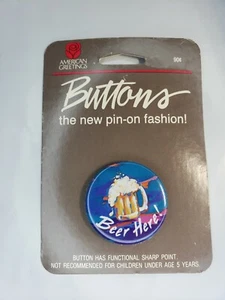 AMERICAN
GREETINGS
Buttons
the new pin-on fashion!
Beer Here!
BUTTON HAS FUNCTIONAL SHARP POINT.
NOT RECOMMENDED FOR CHILDREN UNDER AGE 5 YEARS.